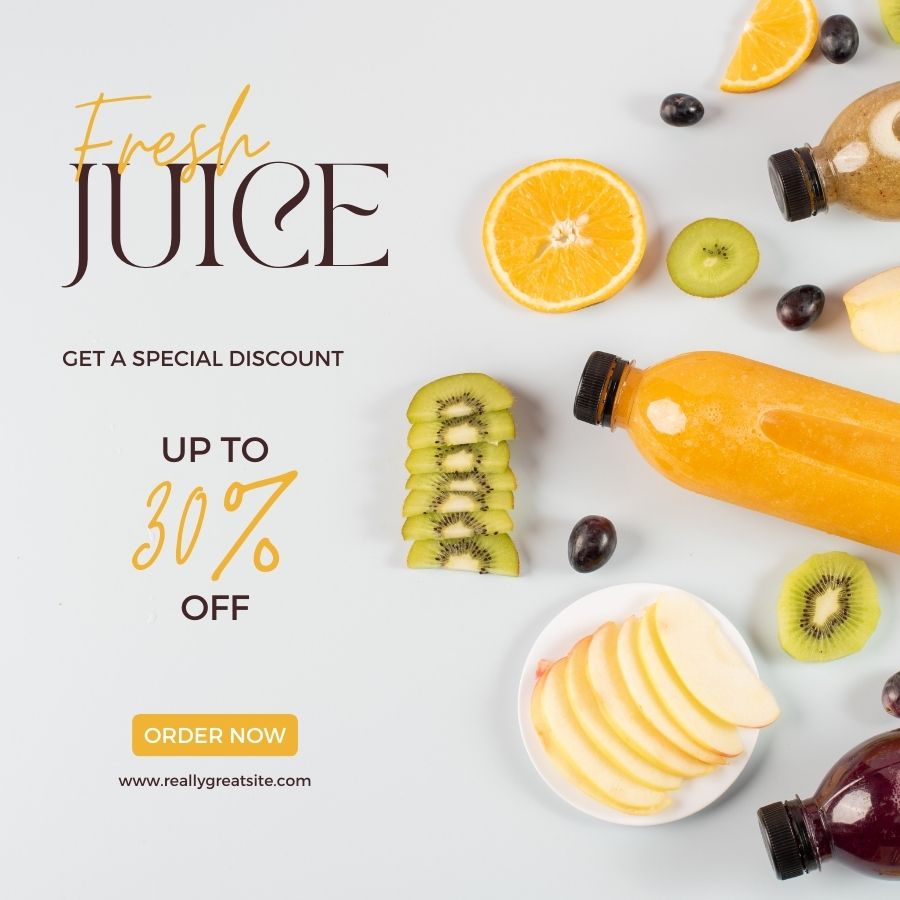 Fresh
JUICE
GET A SPECIAL DISCOUNT
UP TO
30%
OFF
ORDER NOW
www.reallygreatsite.com